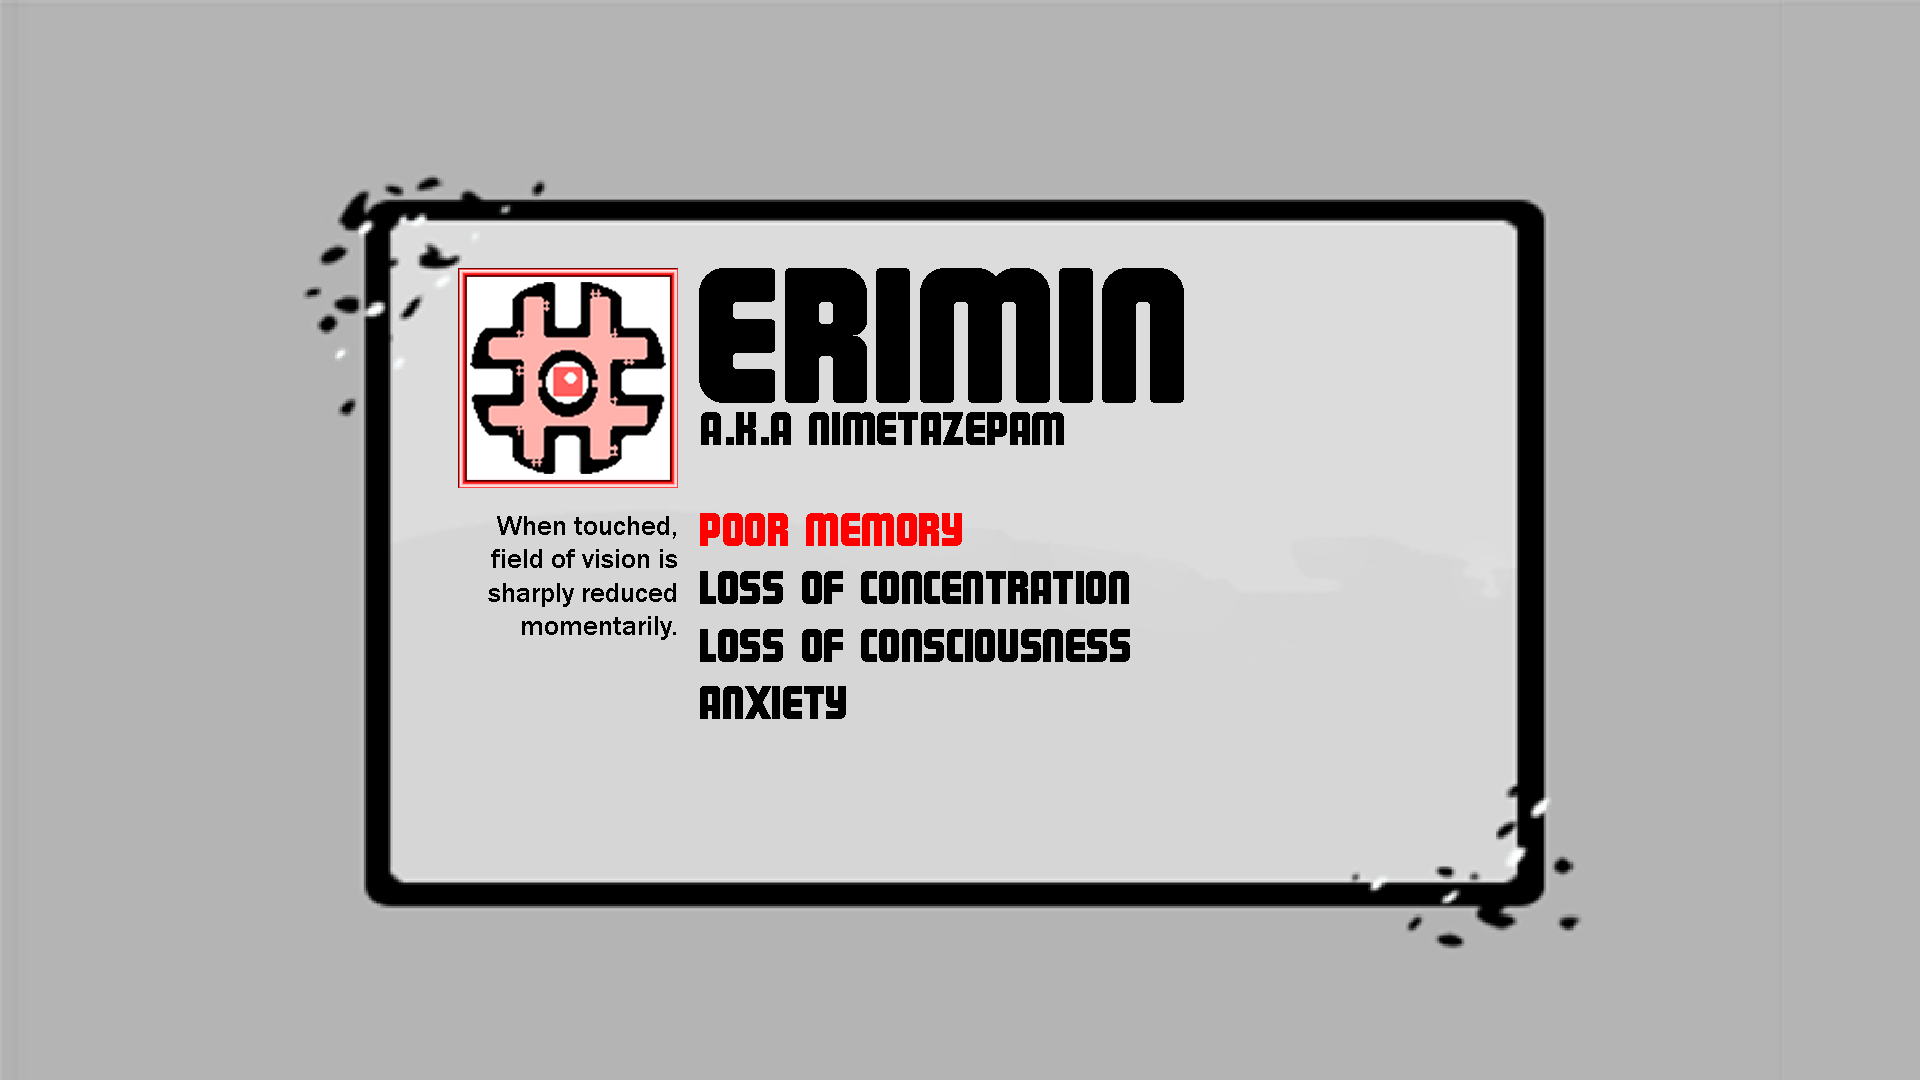 ERIMIN
A.K.A NIMETAZEPAM
When touched,
field of vision is
sharply reduced
momentarily.
POOR MEMORY
LOSS OF CONCENTRATION
LOSS OF CONSCIOUSNESS
ANXIETY